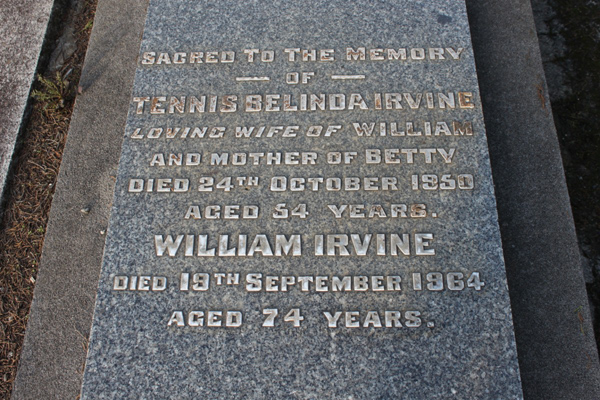 SACRED TO THE MEMORY
— OF —
TENNIS BELINDA IRVINE
LOVING WIFE OF WILLIAM
AND MOTHER OF BETTY
DIED 24TH OCTOBER 1950
AGED 54 YEARS.
WILLIAM IRVINE
DIED 19TH SEPTEMBER 1964
AGED 74 YEARS.